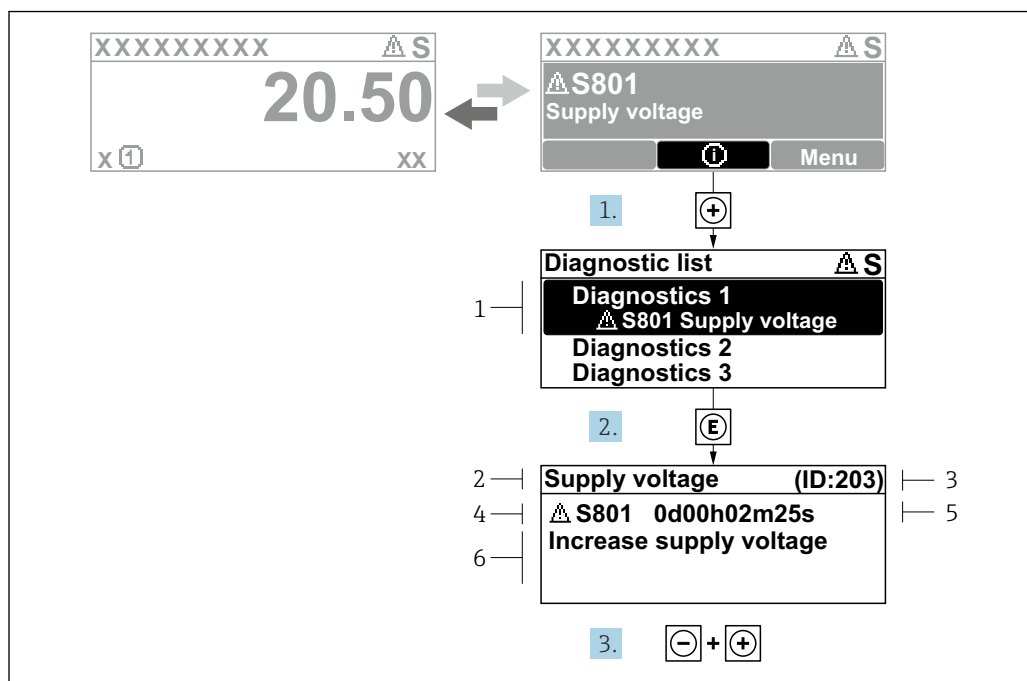 XXXXXXXXX ⚠ S
20.50
X ① XX
XXXXXXXXX ⚠ S
⚠ S801
Supply voltage
ⓘ Menu
1. +
Diagnostic list ⚠ S
1
Diagnostics 1
⚠ S801 Supply voltage
Diagnostics 2
Diagnostics 3
2. E
2 Supply voltage (ID:203) 3
4 ⚠ S801 0d00h02m25s 5
6 Increase supply voltage
3. − + +